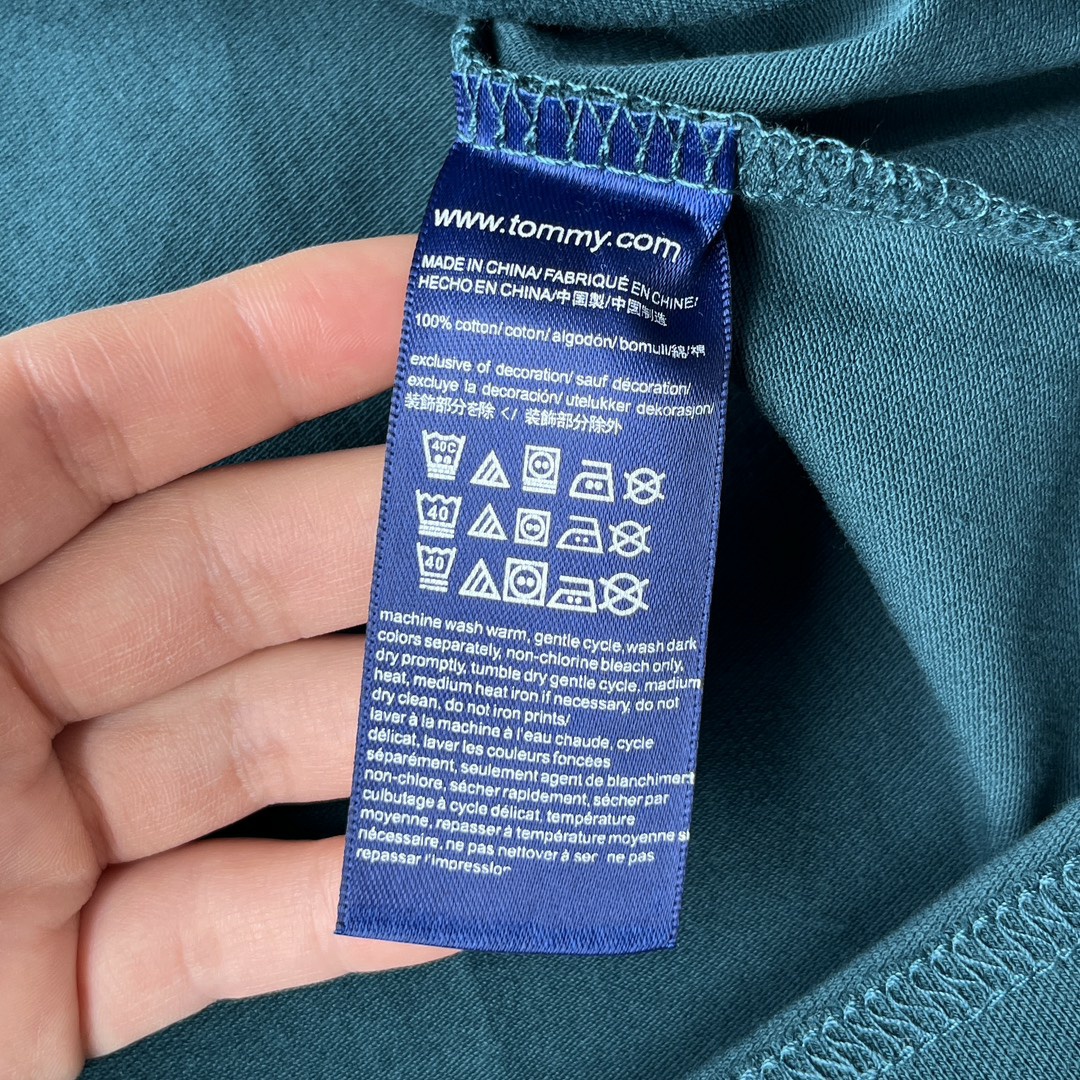 www.tommy.com
MADE IN CHINA/ FABRIQUÉ EN CHINE/
HECHO EN CHINA/中国製/中国制造
100% cotton/ coton/ algodón/ bomull/綿/棉
exclusive of decoration/ sauf décoration/
excluye la decoración/ utelukker dekorasjon/
装飾部分を除 </ 装飾部分除外
40C
40
40
machine wash warm, gentle cycle, wash dark
colors separately, non-chlorine bleach only,
dry promptly, tumble dry gentle cycle, medium
heat, medium heat iron if necessary, do not
dry clean, do not iron prints/
laver à la machine à l'eau chaude, cycle
délicat, laver les couleurs foncées
séparément, seulement agent de blanchiment
non-chlore, sécher rapidement, sécher par
culbutage à cycle délicat, température
moyenne, repasser à température moyenne si
nécessaire, ne pas nettoyer à sec ne pas
repasser l'impression